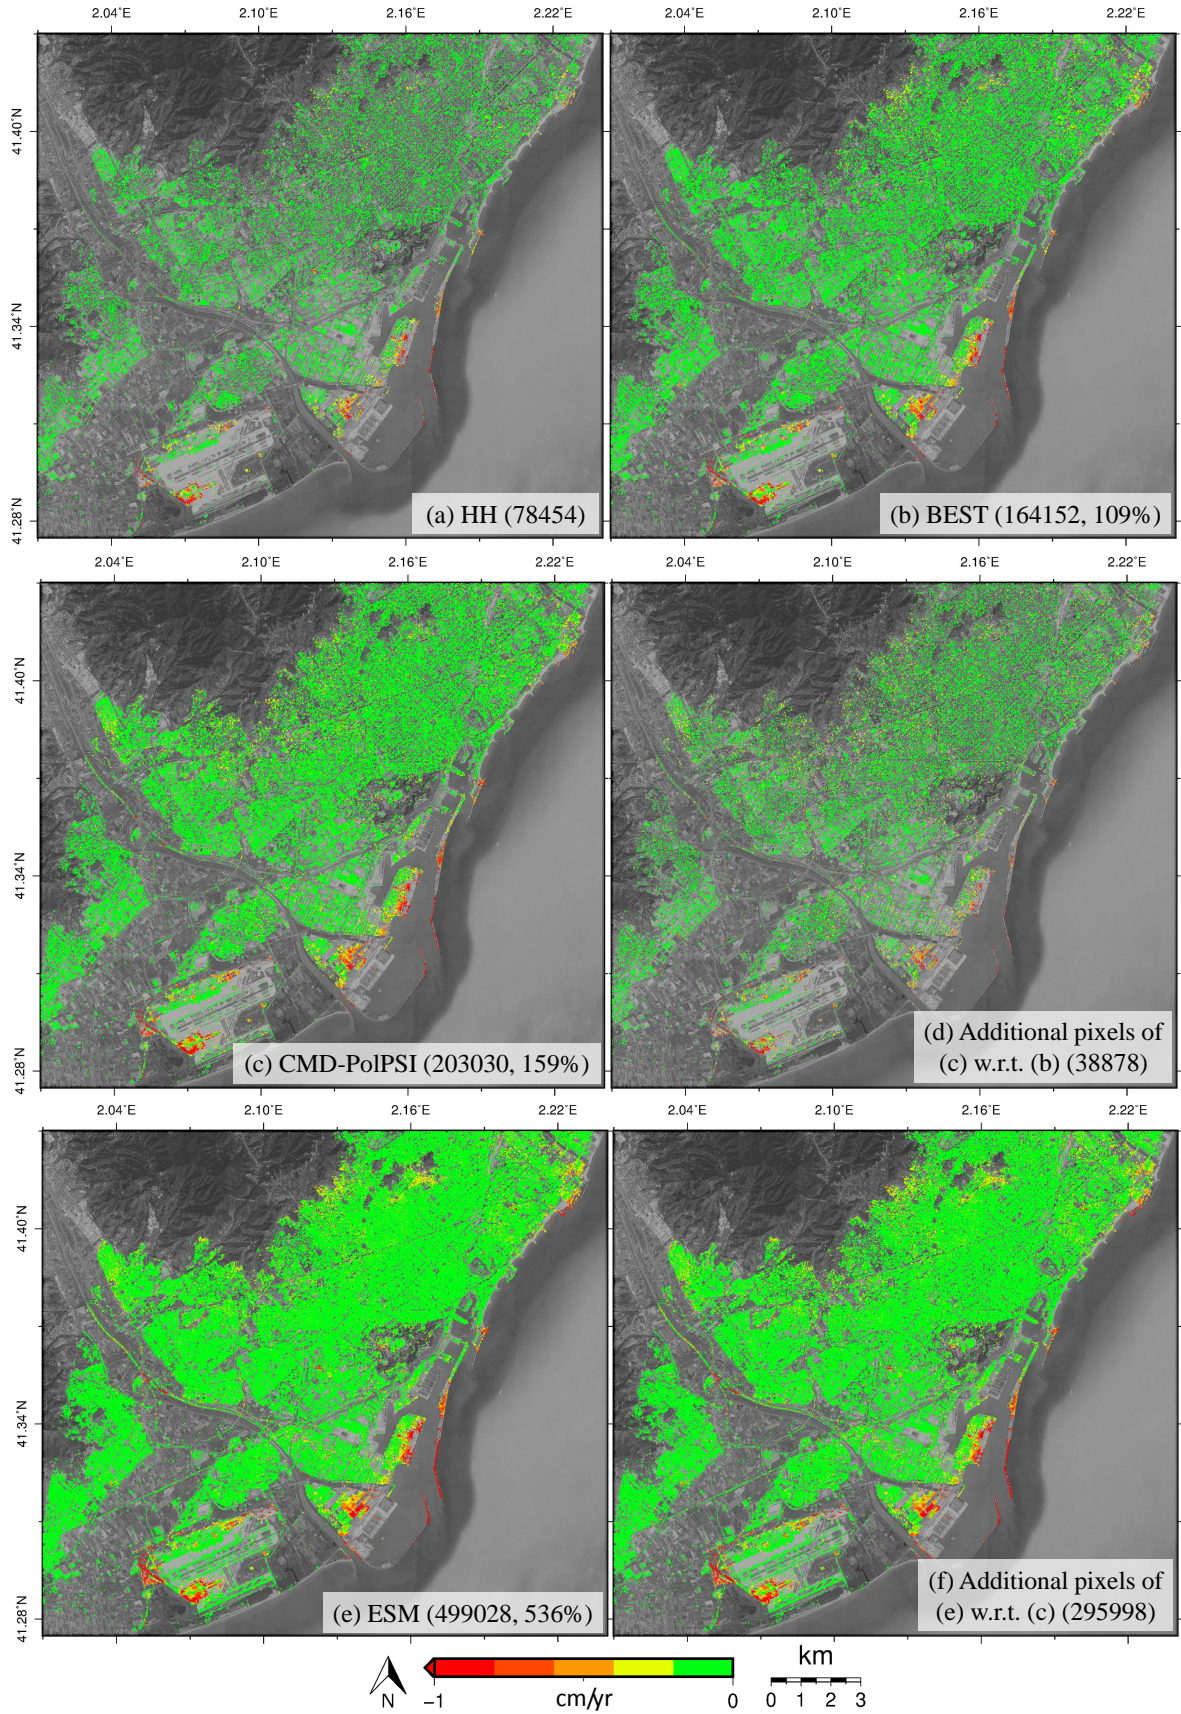 2.04°E 2.10°E 2.16°E 2.22°E
2.04°E 2.10°E 2.16°E 2.22°E
41.40°N
41.34°N
41.28°N
(a) HH (78454)
(b) BEST (164152, 109%)
2.04°E 2.10°E 2.16°E 2.22°E
2.04°E 2.10°E 2.16°E 2.22°E
41.40°N
41.34°N
41.28°N
(c) CMD-PolPSI (203030, 159%)
(d) Additional pixels of
(c) w.r.t. (b) (38878)
2.04°E 2.10°E 2.16°E 2.22°E
2.04°E 2.10°E 2.16°E 2.22°E
41.40°N
41.34°N
41.28°N
(e) ESM (499028, 536%)
(f) Additional pixels of
(e) w.r.t. (c) (295998)
N
−1 cm/yr 0
km
0 1 2 3